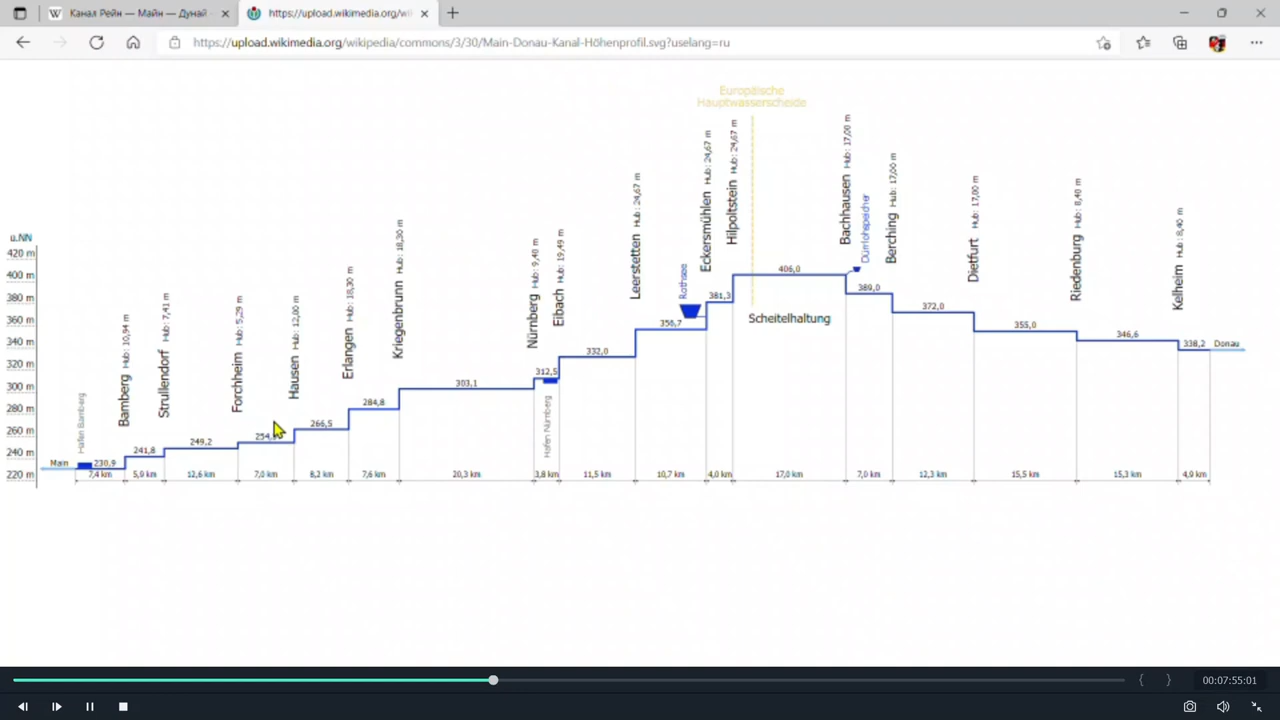 Канал Рейн — Майн — Дунай
https://upload.wikimedia.org/wi
https://upload.wikimedia.org/wikipedia/commons/3/30/Main-Donau-Kanal-Höhenprofil.svg?uselang=ru
Europäische
Hauptwasserscheide
ü.NN
420 m
400 m
380 m
360 m
340 m
320 m
300 m
280 m
260 m
240 m
220 m
Main
Hafen Bamberg
Bamberg Hub: 10,94 m
Strullendorf Hub: 7,41 m
Forchheim Hub: 5,29 m
Hausen Hub: 12,00 m
Erlangen Hub: 18,30 m
Kriegenbrunn Hub: 18,30 m
Nürnberg Hub: 9,40 m
Hafen Nürnberg
Eibach Hub: 19,49 m
Leerstetten Hub: 24,67 m
Rothsee
Eckersmühlen Hub: 24,67 m
Hilpoltstein Hub: 24,67 m
Bachhausen Hub: 17,00 m
Dürrlohspeicher
Berching Hub: 17,00 m
Dietfurt Hub: 17,00 m
Riedenburg Hub: 8,40 m
Kelheim Hub: 8,40 m
230,9
241,8
249,2
266,5
284,8
303,1
312,5
332,0
356,7
381,3
406,0
389,0
372,0
355,0
346,6
338,2
Donau
Scheitelhaltung
7,4 km
5,9 km
12,6 km
7,0 km
8,2 km
7,6 km
20,3 km
3,8 km
11,5 km
10,7 km
4,0 km
17,0 km
7,0 km
12,3 km
15,5 km
15,3 km
4,9 km
00:07:55:01